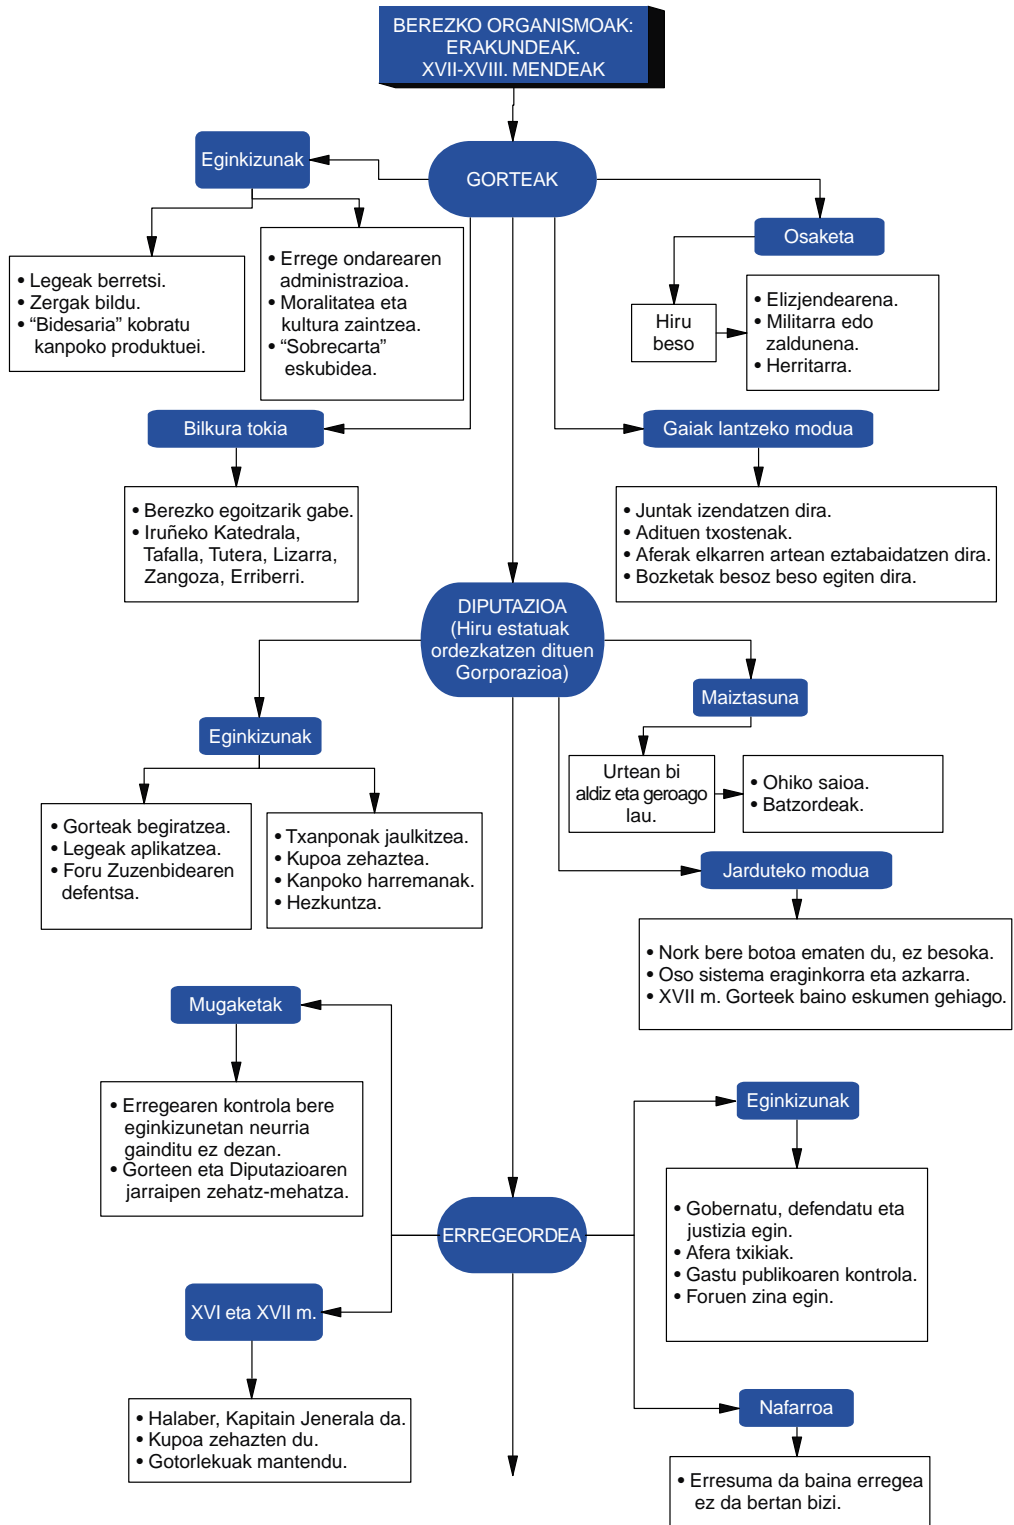 BEREZKO ORGANISMOAK:
ERAKUNDEAK.
XVII-XVIII. MENDEAK
GORTEAK
Eginkizunak
• Legeak berretsi.
• Zergak bildu.
• “Bidesaria” kobratu
kanpoko produktuei.
• Errege ondarearen
administrazioa.
• Moralitatea eta
kultura zaintzea.
• “Sobrecarta”
eskubidea.
Osaketa
Hiru
beso
• Elizjendearena.
• Militarra edo
zaldunena.
• Herritarra.
Bilkura tokia
• Berezko egoitzarik gabe.
• Iruñeko Katedrala,
Tafalla, Tutera, Lizarra,
Zangoza, Erriberri.
Gaiak lantzeko modua
• Juntak izendatzen dira.
• Adituen txostenak.
• Aferak elkarren artean eztabaidatzen dira.
• Bozketak besoz beso egiten dira.
DIPUTAZIOA
(Hiru estatuak
ordezkatzen dituen
Gorporazioa)
Eginkizunak
• Gorteak begiratzea.
• Legeak aplikatzea.
• Foru Zuzenbidearen
defentsa.
• Txanponak jaulkitzea.
• Kupoa zehaztea.
• Kanpoko harremanak.
• Hezkuntza.
Maiztasuna
Urtean bi
aldiz eta geroago
lau.
• Ohiko saioa.
• Batzordeak.
Jarduteko modua
• Nork bere botoa ematen du, ez besoka.
• Oso sistema eraginkorra eta azkarra.
• XVII m. Gorteek baino eskumen gehiago.
ERREGEORDEA
Mugaketak
• Erregearen kontrola bere
eginkizunetan neurria
gainditu ez dezan.
• Gorteen eta Diputazioaren
jarraipen zehatz-mehatza.
XVI eta XVII m.
• Halaber, Kapitain Jenerala da.
• Kupoa zehazten du.
• Gotorlekuak mantendu.
Eginkizunak
• Gobernatu, defendatu eta
justizia egin.
• Afera txikiak.
• Gastu publikoaren kontrola.
• Foruen zina egin.
Nafarroa
• Erresuma da baina erregea
ez da bertan bizi.